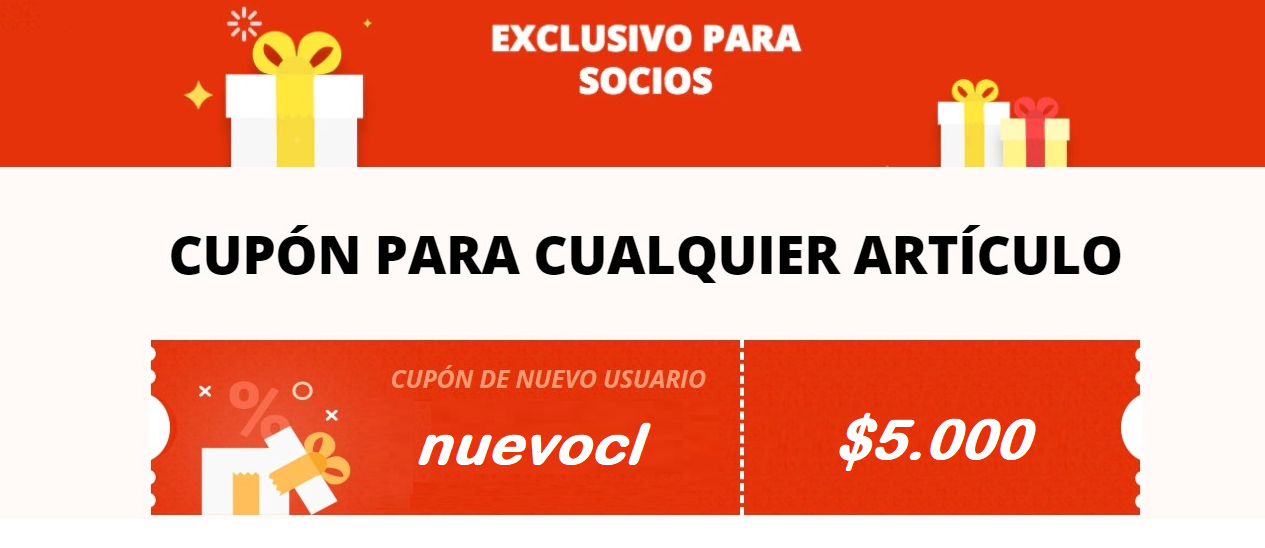 EXCLUSIVO PARA
SOCIOS
CUPÓN PARA CUALQUIER ARTÍCULO
%
CUPÓN DE NUEVO USUARIO
nuevocl
$5.000